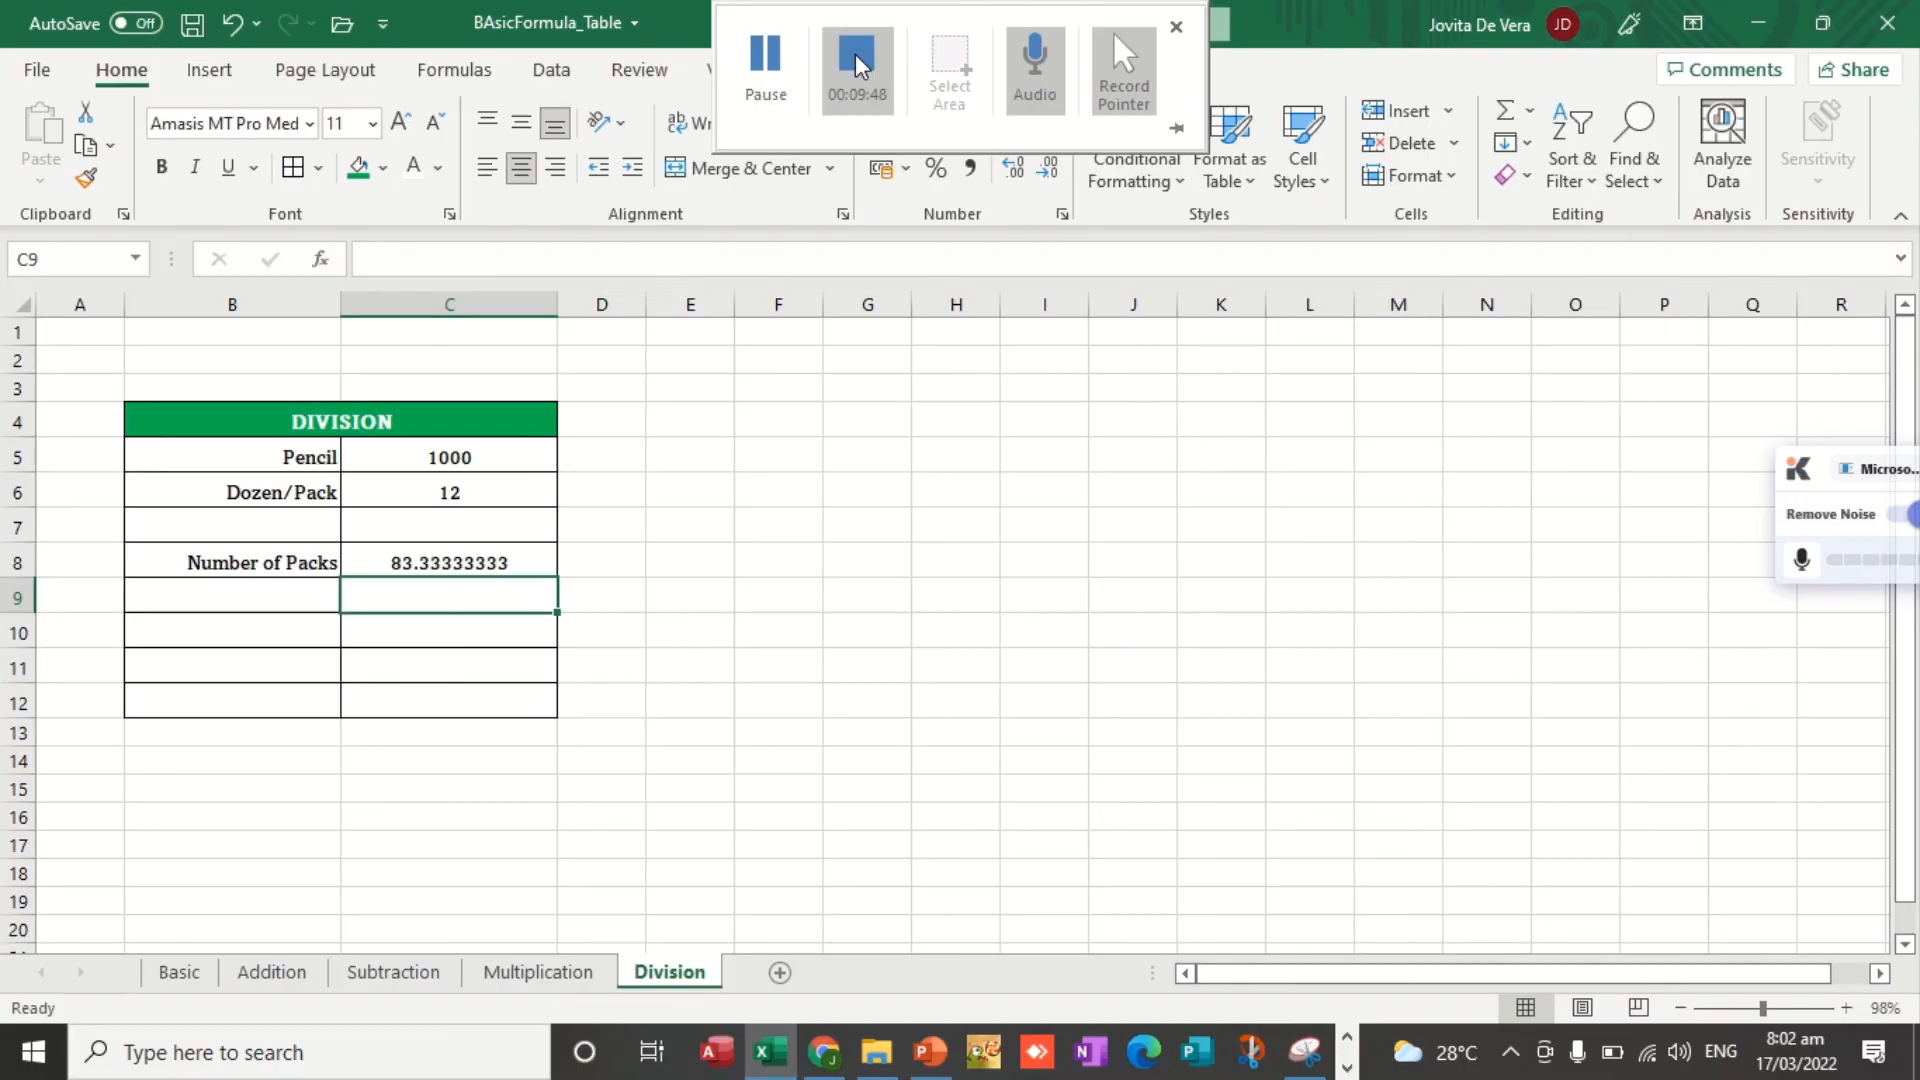 AutoSave Off BAsicFormula_Table Jovita De Vera JD
Pause 00:09:48 Select Area Audio Record Pointer
File Home Insert Page Layout Formulas Data Review Comments Share
Paste Amasis MT Pro Med 11 A A Wr Insert Delete Format
B I U A Merge & Center % Conditional Formatting Format as Table Cell Styles Sort & Filter Find & Select Analyze Data Sensitivity
Clipboard Font Alignment Number Styles Cells Editing Analysis Sensitivity
C9 fx
A B C D E F G H I J K L M N O P Q R
1
2
3
4 DIVISION
5 Pencil 1000
6 Dozen/Pack 12
7
8 Number of Packs 83.33333333
9
10
11
12
13
14
15
16
17
18
19
20
Microso...
Remove Noise
Basic Addition Subtraction Multiplication Division
Ready 98%
Type here to search 28°C ENG 8:02 am
17/03/2022